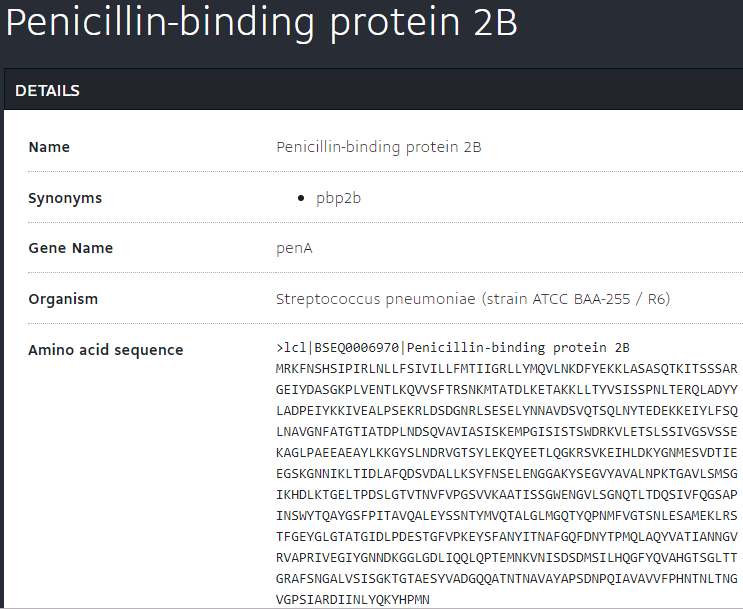 Penicillin-binding protein 2B
DETAILS
Name Penicillin-binding protein 2B
Synonyms • pbp2b
Gene Name penA
Organism Streptococcus pneumoniae (strain ATCC BAA-255 / R6)
Amino acid sequence >lcl|BSEQ0006970|Penicillin-binding protein 2B
MRKFNSHSIPIRLNLLFSIVILLFMTIIGRLLYMQVLNKDFYEKKLASASQTKITSSSAR
GEIYDASGKPLVENTLKQVVSFTRSNKMTATDLKETAKKLLTYVSISSPNLTERQLADYY
LADPEIYKKIVEALPSEKRLDSDGNRLSESELYNNAVDSVQTSQLNYTEDEKKEIYLFSQ
LNAVGNFATGTIATDPLNDSQVAVIASISKEMPGISISTSWDRKVLETSLSSIVGSVSSE
KAGLPAEEAEAYLKKGYSLNDRVGTSYLEKQYEETLQGKRSVKEIHLDKYGNMESVDTIE
EGSKGNNIKLTIDLAFQDSVDALLKSYFNSELENGGAKYSEGVYAVALNPKTGAVLSMSG
IKHDLKTGELTPDSLGTVTNVFVPGSVVKAATISSGWENGVLSGNQTLTDQSIVFQGSAP
INSWYTQAYGSFPITAVQALEYSSNTYMVQTALGLMGQTYQPNMFVGTSNLESAMEKLRS
TFGEYGLGTATGIDLPDESTGFVPKEYSFANYITNAFGQFDNYTPMQLAQYVATIANNGV
RVAPRIVEGIYGNNDKGGLGDLIQQLQPTEMNKVNISDSDMSILHQGFYQVAHGTSGLTT
GRAFSNGALVSISGKTGTAESYVADGQQATNTNAVAYAPSDNPQIAVAVVFPHNTNLTNG
VGPSIARDIINLYQKYHPMN